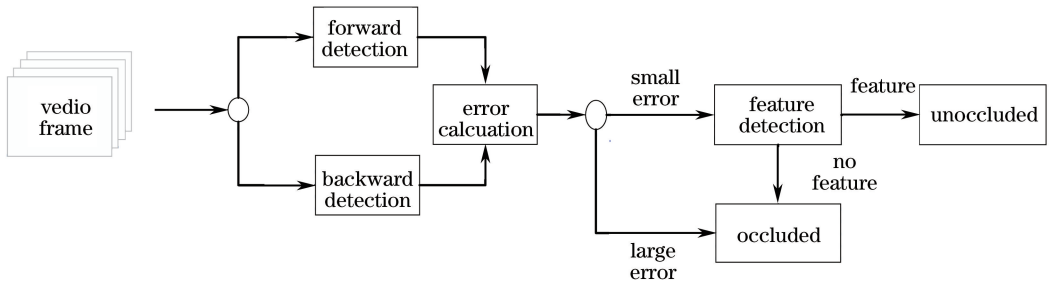 vedio
frame
forward
detection
backward
detection
error
calcuation
small
error
large
error
feature
detection
feature
no
feature
unoccluded
occluded